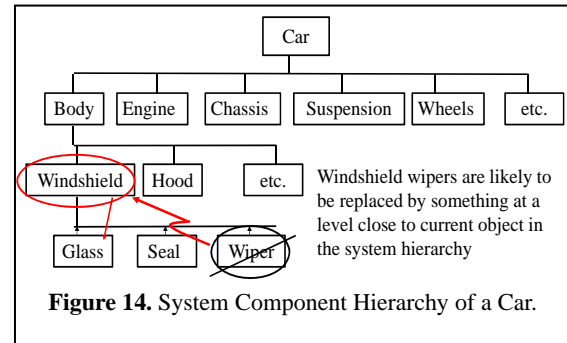 Car
Body Engine Chassis Suspension Wheels etc.
Windshield Hood etc.
Windshield wipers are likely to
be replaced by something at a
level close to current object in
the system hierarchy
Glass Seal Wiper
Figure 14. System Component Hierarchy of a Car.